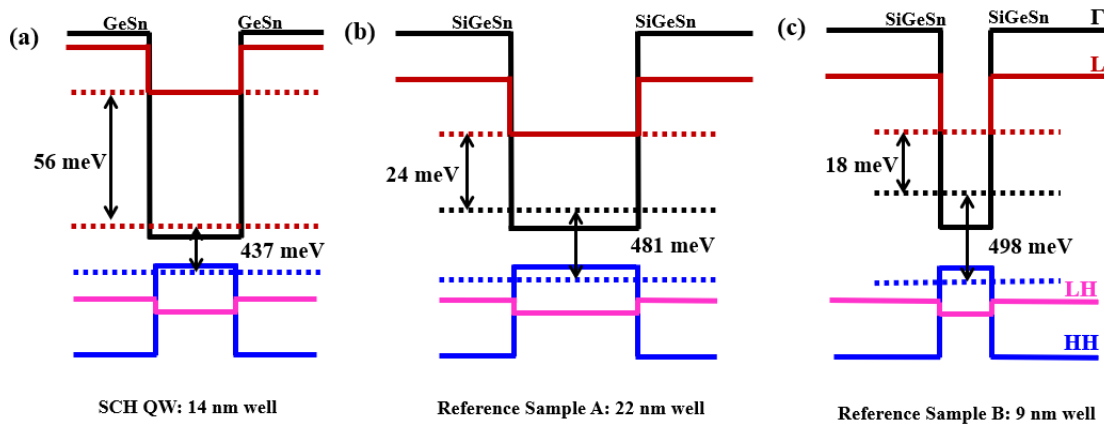 (a)
GeSn
GeSn
56 meV
437 meV
SCH QW: 14 nm well
(b)
SiGeSn
SiGeSn
24 meV
481 meV
Reference Sample A: 22 nm well
(c)
SiGeSn
SiGeSn
Γ
L
18 meV
498 meV
LH
HH
Reference Sample B: 9 nm well